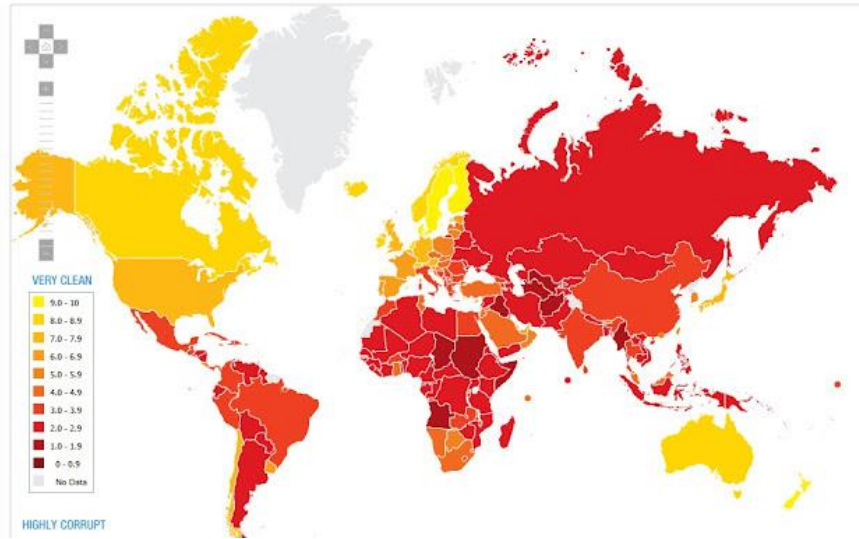 VERY CLEAN
9.0 - 10
8.0 - 8.9
7.0 - 7.9
6.0 - 6.9
5.0 - 5.9
4.0 - 4.9
3.0 - 3.9
2.0 - 2.9
1.0 - 1.9
0 - 0.9
No Data
HIGHLY CORRUPT